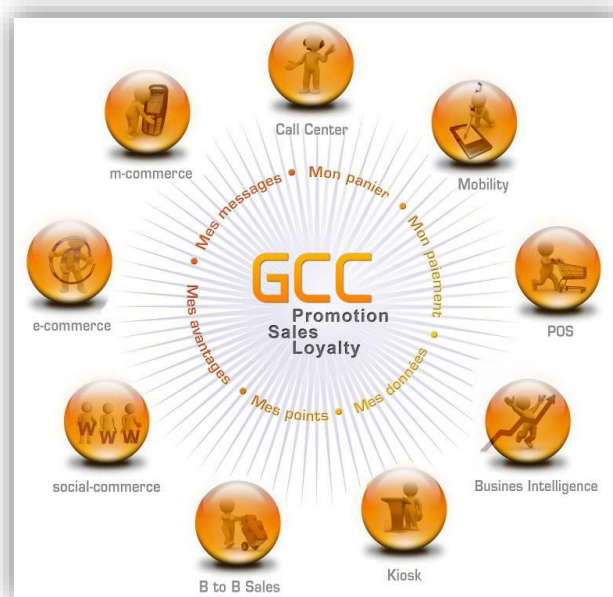 Call Center
m-commerce
Mobility
Mes messages • Mon panier • Mon paiement • Mes données • Mes points • Mes avantages •
GCC
Promotion
Sales
Loyalty
e-commerce
POS
social-commerce
WWW
Busines Intelligence
B to B Sales
Kiosk